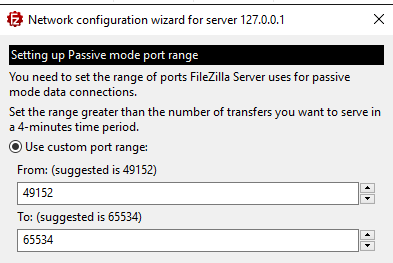 Network configuration wizard for server 127.0.0.1
Setting up Passive mode port range
You need to set the range of ports FileZilla Server uses for passive
mode data connections.
Set the range greater than the number of transfers you want to serve in
a 4-minutes time period.
Use custom port range:
From: (suggested is 49152)
49152
To: (suggested is 65534)
65534